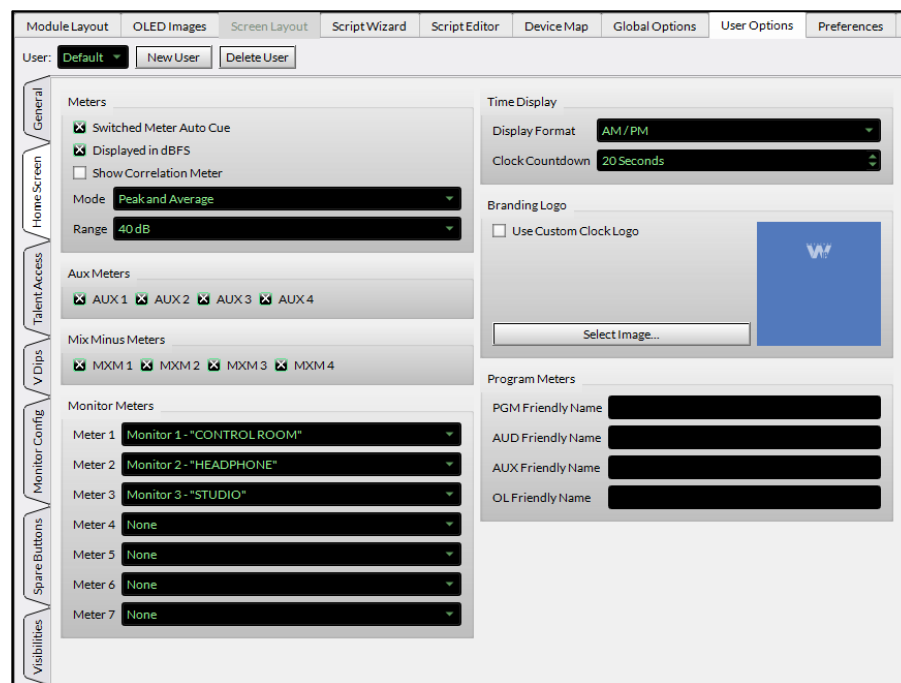 Module Layout OLED Images Screen Layout Script Wizard Script Editor Device Map Global Options User Options Preferences
User: Default New User Delete User
General
Home Screen
Talent Access
V Dips
Monitor Config
Spare Buttons
Visibilities
Meters
Switched Meter Auto Cue
Displayed in dBFS
Show Correlation Meter
Mode Peak and Average
Range 40 dB
Aux Meters
AUX 1 AUX 2 AUX 3 AUX 4
Mix Minus Meters
MXM 1 MXM 2 MXM 3 MXM 4
Monitor Meters
Meter 1 Monitor 1 - "CONTROL ROOM"
Meter 2 Monitor 2 - "HEADPHONE"
Meter 3 Monitor 3 - "STUDIO"
Meter 4 None
Meter 5 None
Meter 6 None
Meter 7 None
Time Display
Display Format AM / PM
Clock Countdown 20 Seconds
Branding Logo
Use Custom Clock Logo
W
Select Image...
Program Meters
PGM Friendly Name
AUD Friendly Name
AUX Friendly Name
OL Friendly Name